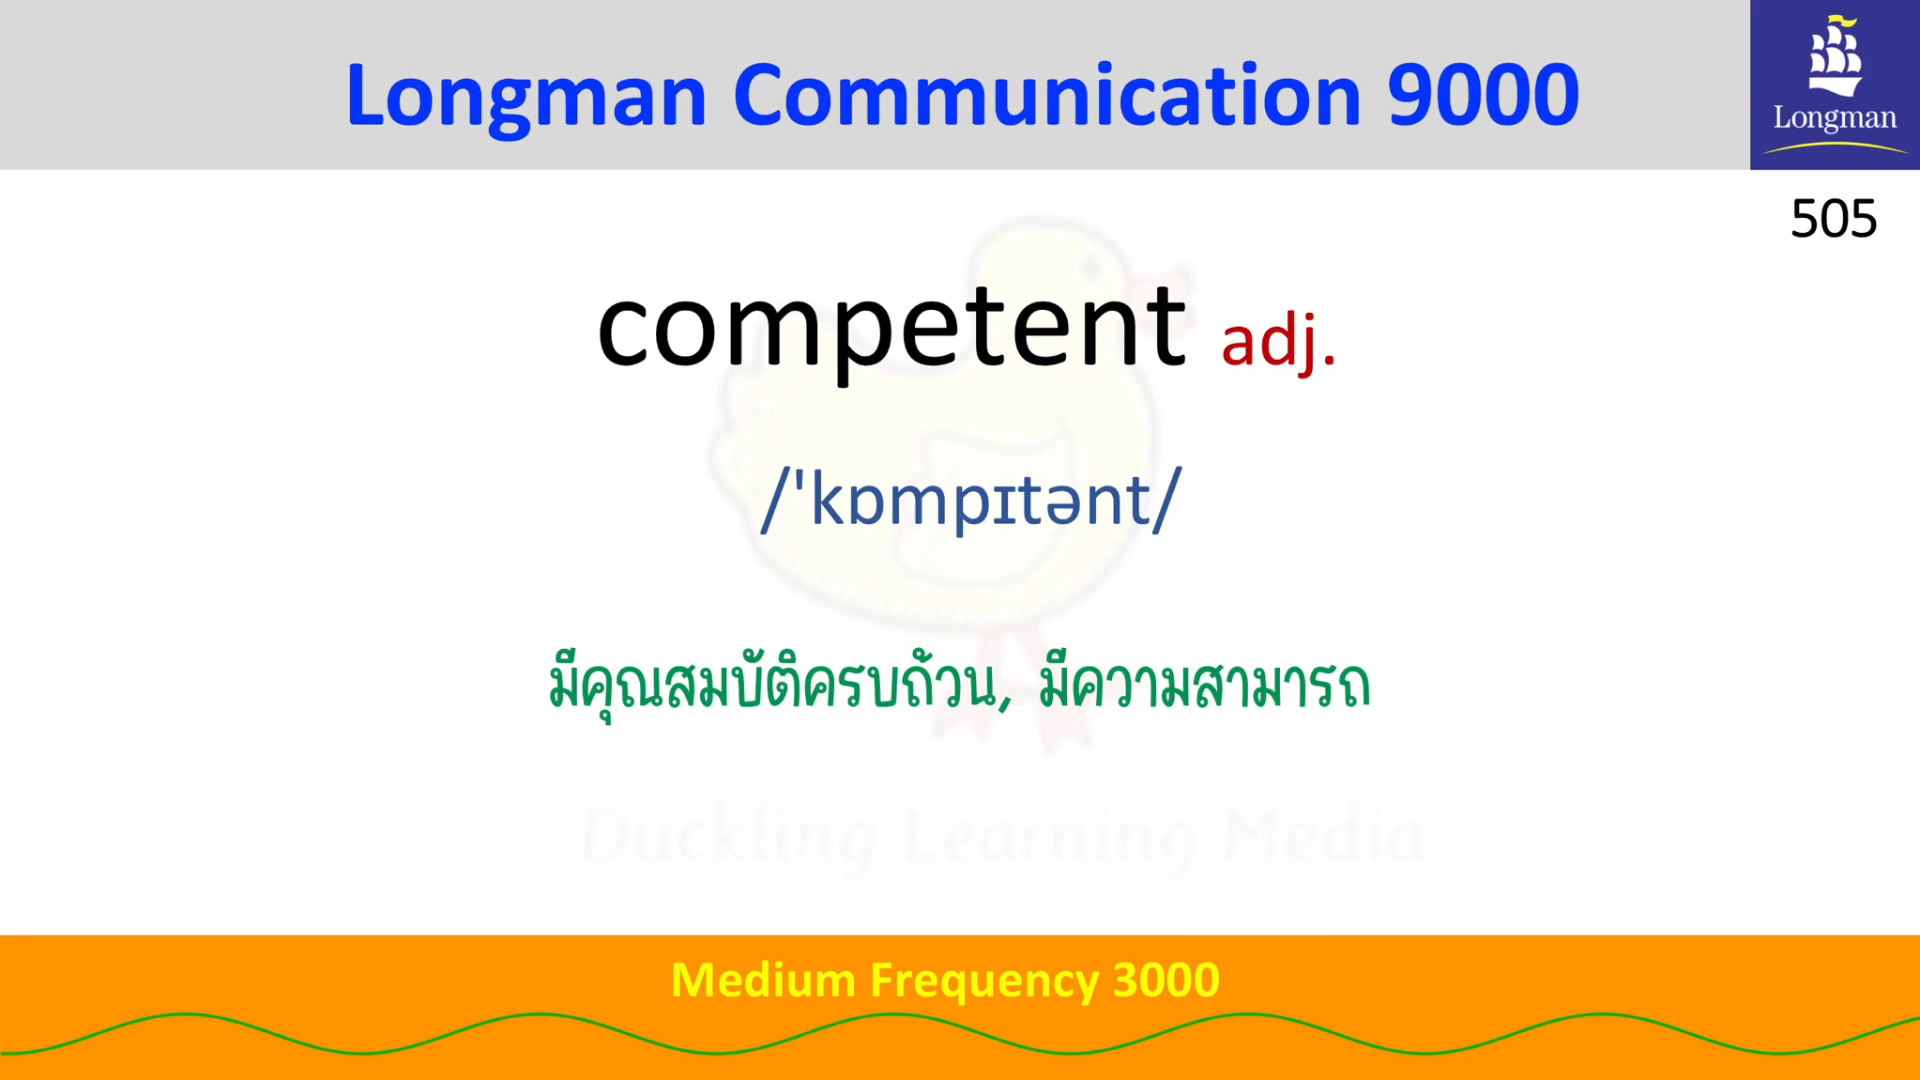 Longman Communication 9000
Longman
505
competent adj.
/'kɒmpɪtənt/
มีคุณสมบัติครบถ้วน, มีความสามารถ
Duckling Learning Media
Medium Frequency 3000